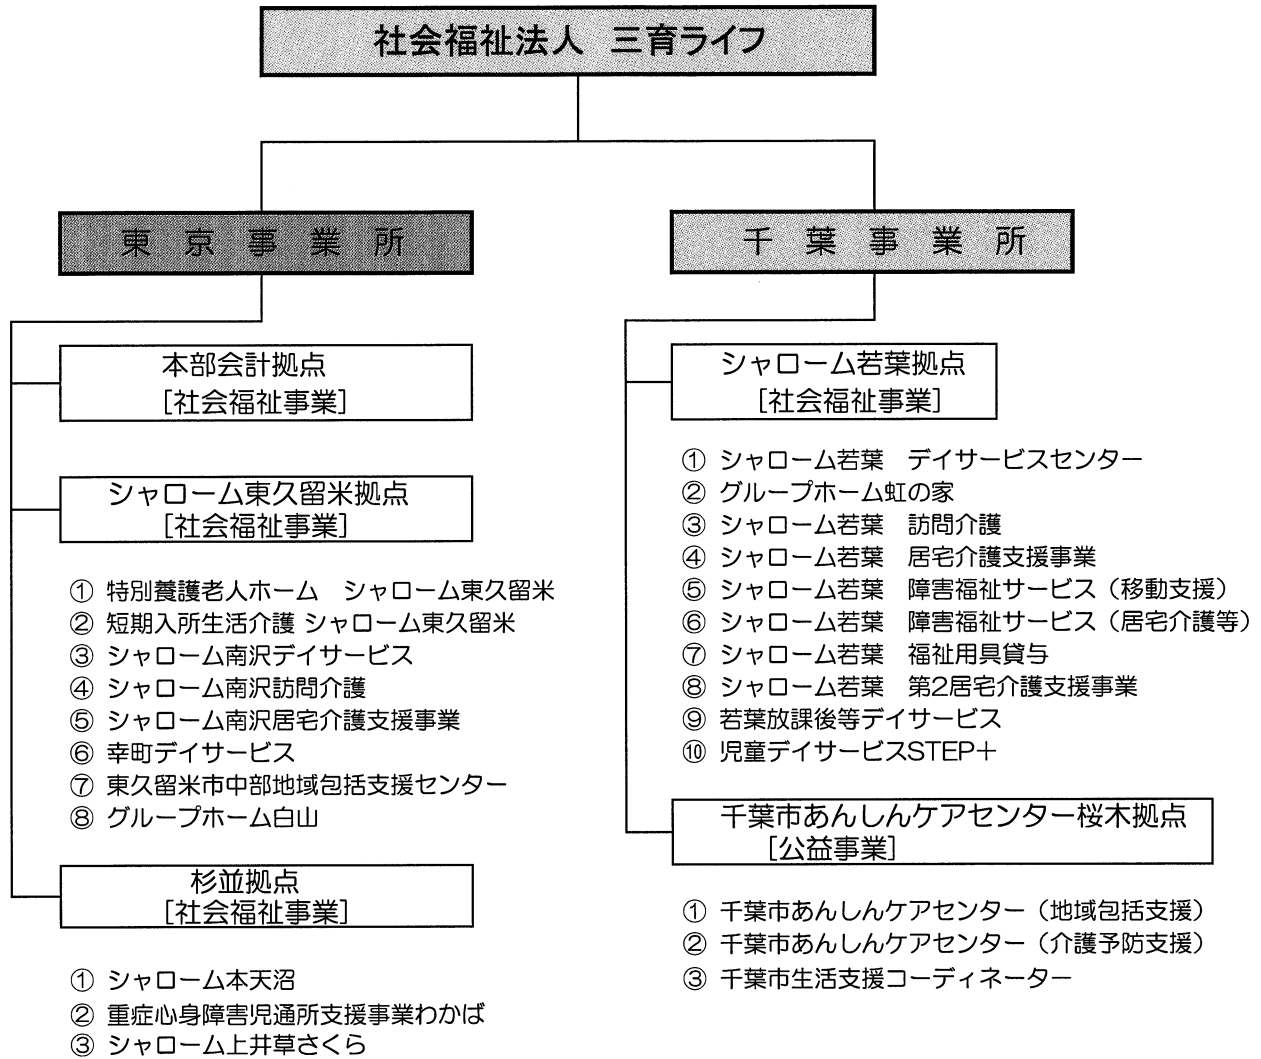 社会福祉法人　三育ライフ
東京事業所
本部会計拠点
[社会福祉事業]
シャローム東久留米拠点
[社会福祉事業]
① 特別養護老人ホーム　シャローム東久留米
② 短期入所生活介護 シャローム東久留米
③ シャローム南沢デイサービス
④ シャローム南沢訪問介護
⑤ シャローム南沢居宅介護支援事業
⑥ 幸町デイサービス
⑦ 東久留米市中部地域包括支援センター
⑧ グループホーム白山
杉並拠点
[社会福祉事業]
① シャローム本天沼
② 重症心身障害児通所支援事業わかば
③ シャローム上井草さくら
千葉事業所
シャローム若葉拠点
[社会福祉事業]
① シャローム若葉　デイサービスセンター
② グループホーム虹の家
③ シャローム若葉　訪問介護
④ シャローム若葉　居宅介護支援事業
⑤ シャローム若葉　障害福祉サービス（移動支援）
⑥ シャローム若葉　障害福祉サービス（居宅介護等）
⑦ シャローム若葉　福祉用具貸与
⑧ シャローム若葉　第2居宅介護支援事業
⑨ 若葉放課後等デイサービス
⑩ 児童デイサービスSTEP＋
千葉市あんしんケアセンター桜木拠点
[公益事業]
① 千葉市あんしんケアセンター（地域包括支援）
② 千葉市あんしんケアセンター（介護予防支援）
③ 千葉市生活支援コーディネーター